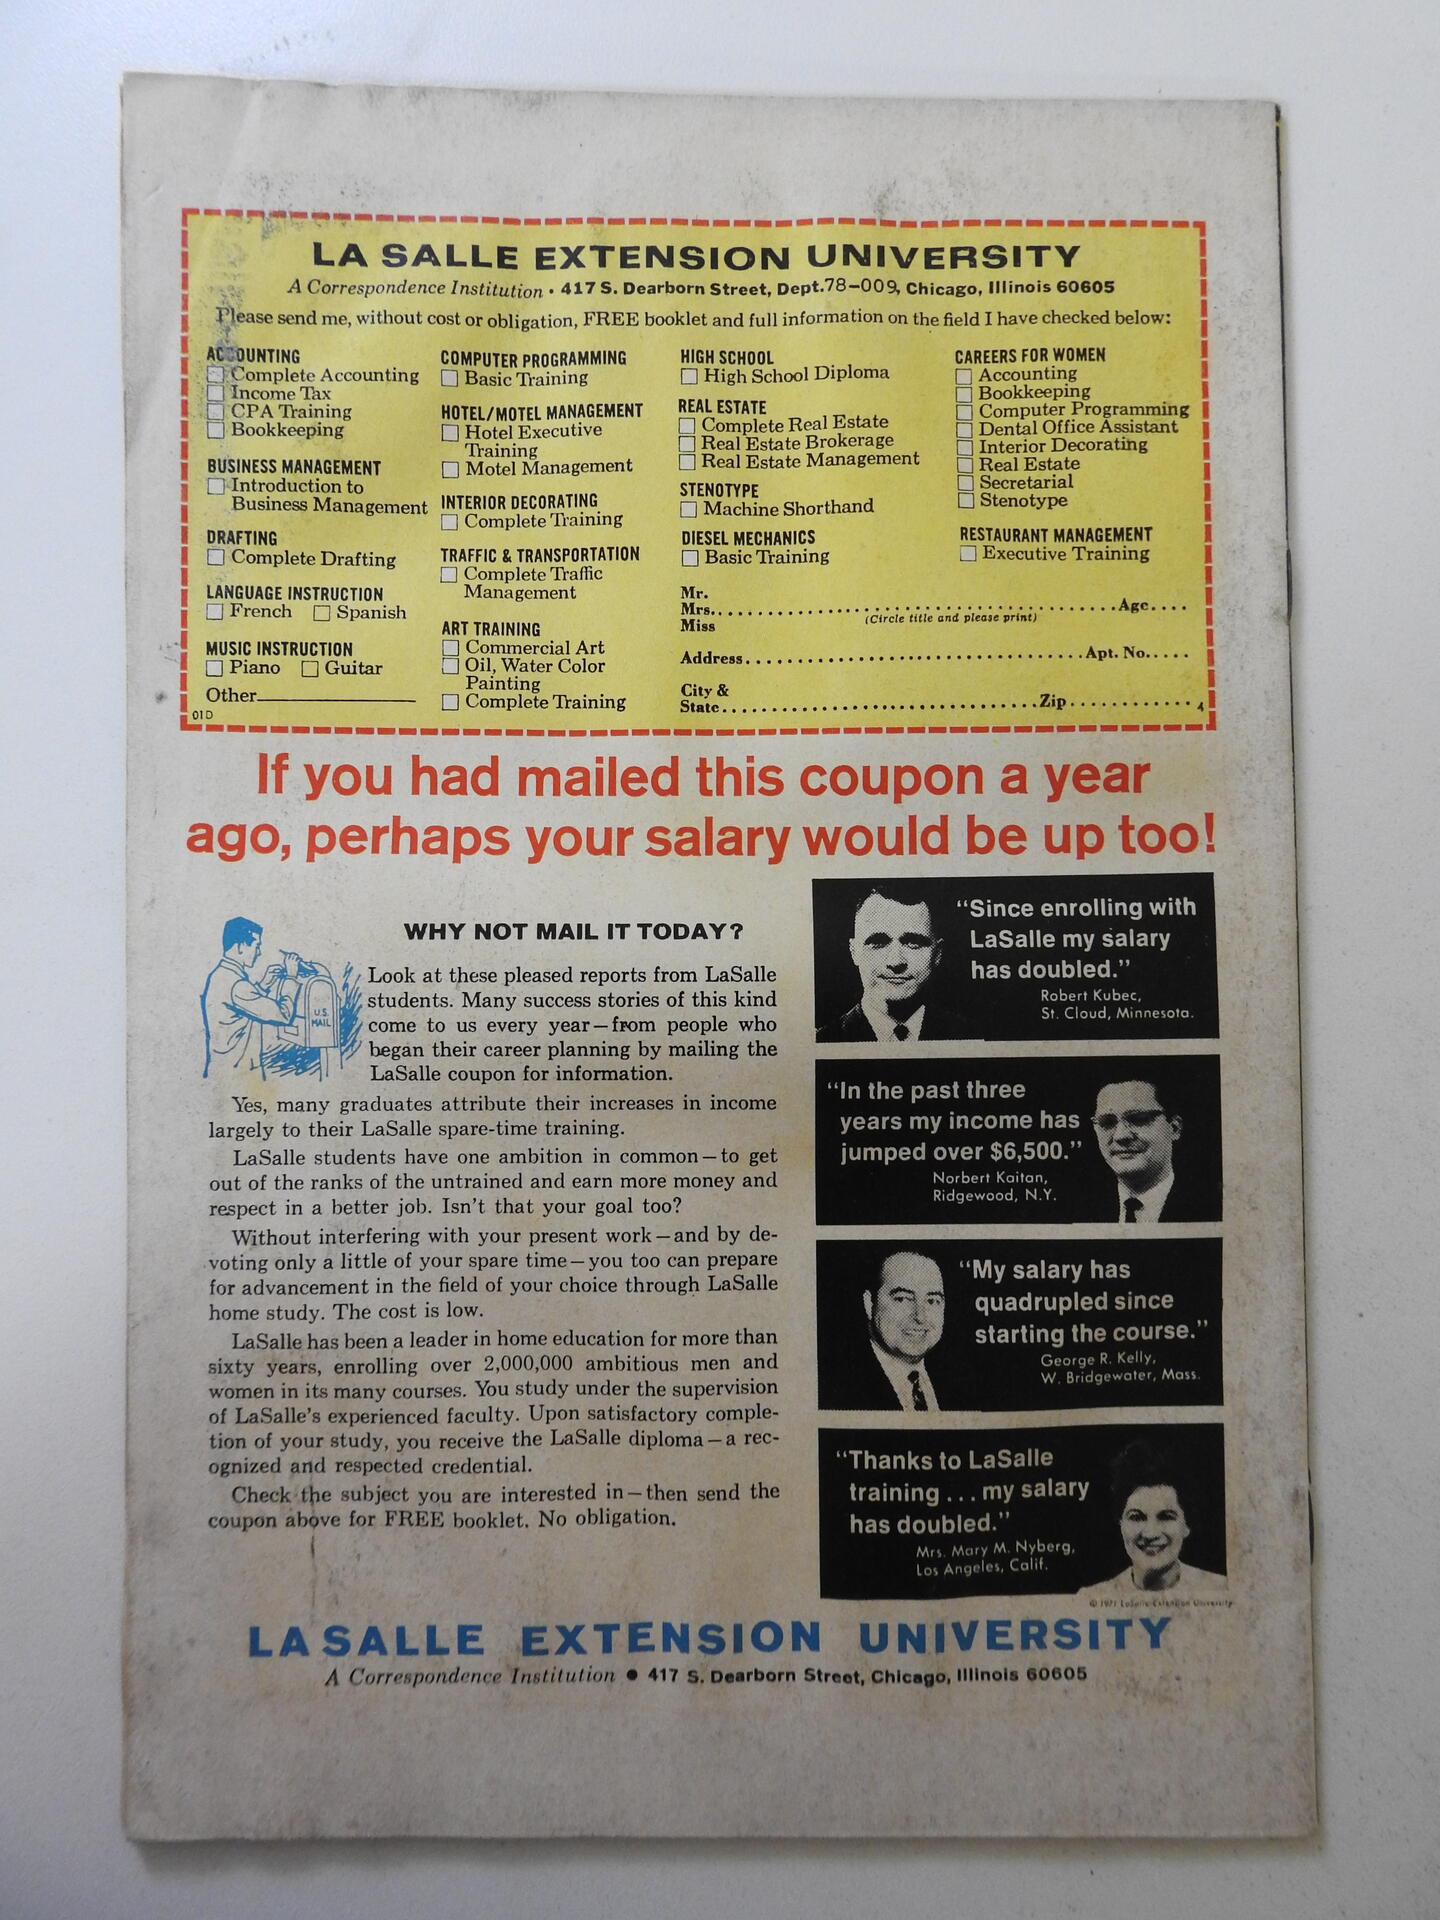 LA SALLE EXTENSION UNIVERSITY
A Correspondence Institution • 417 S. Dearborn Street, Dept. 78-009, Chicago, Illinois 60605
Please send me, without cost or obligation, FREE booklet and full information on the field I have checked below:
ACCOUNTING
Complete Accounting
Income Tax
CPA Training
Bookkeeping
BUSINESS MANAGEMENT
Introduction to
Business Management
DRAFTING
Complete Drafting
LANGUAGE INSTRUCTION
French Spanish
MUSIC INSTRUCTION
Piano Guitar
Other
01D
COMPUTER PROGRAMMING
Basic Training
HOTEL/MOTEL MANAGEMENT
Hotel Executive
Training
Motel Management
INTERIOR DECORATING
Complete Training
TRAFFIC & TRANSPORTATION
Complete Traffic
Management
ART TRAINING
Commercial Art
Oil, Water Color
Painting
Complete Training
HIGH SCHOOL
High School Diploma
REAL ESTATE
Complete Real Estate
Real Estate Brokerage
Real Estate Management
STENOTYPE
Machine Shorthand
DIESEL MECHANICS
Basic Training
CAREERS FOR WOMEN
Accounting
Bookkeeping
Computer Programming
Dental Office Assistant
Interior Decorating
Real Estate
Secretarial
Stenotype
RESTAURANT MANAGEMENT
Executive Training
Mr.
Mrs. Age
Miss (Circle title and please print)
Address Apt. No.
City &
State Zip 4
If you had mailed this coupon a year
ago, perhaps your salary would be up too!
WHY NOT MAIL IT TODAY?
U.S.
MAIL
Look at these pleased reports from LaSalle
students. Many success stories of this kind
come to us every year—from people who
began their career planning by mailing the
LaSalle coupon for information.
Yes, many graduates attribute their increases in income
largely to their LaSalle spare-time training.
LaSalle students have one ambition in common—to get
out of the ranks of the untrained and earn more money and
respect in a better job. Isn't that your goal too?
Without interfering with your present work—and by de-
voting only a little of your spare time—you too can prepare
for advancement in the field of your choice through LaSalle
home study. The cost is low.
LaSalle has been a leader in home education for more than
sixty years, enrolling over 2,000,000 ambitious men and
women in its many courses. You study under the supervision
of LaSalle's experienced faculty. Upon satisfactory comple-
tion of your study, you receive the LaSalle diploma—a rec-
ognized and respected credential.
Check the subject you are interested in—then send the
coupon above for FREE booklet. No obligation.
"Since enrolling with
LaSalle my salary
has doubled."
Robert Kubec,
St. Cloud, Minnesota.
"In the past three
years my income has
jumped over $6,500."
Norbert Kaitan,
Ridgewood, N.Y.
"My salary has
quadrupled since
starting the course."
George R. Kelly,
W. Bridgewater, Mass.
"Thanks to LaSalle
training ... my salary
has doubled."
Mrs. Mary M. Nyberg,
Los Angeles, Calif.
© 1971 LaSalle Extension University
LA SALLE EXTENSION UNIVERSITY
A Correspondence Institution • 417 S. Dearborn Street, Chicago, Illinois 60605